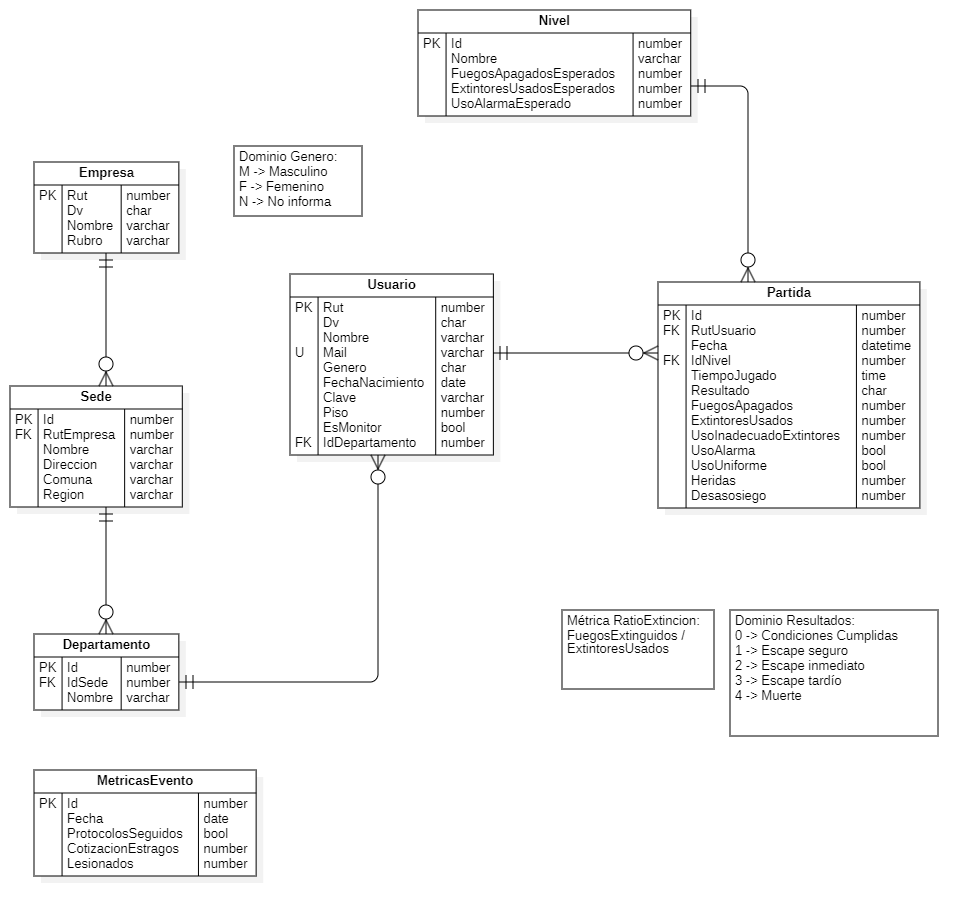 Nivel
PK Id number
Nombre varchar
FuegosApagadosEsperados number
ExtintoresUsadosEsperados number
UsoAlarmaEsperado number
Dominio Genero:
M -> Masculino
F -> Femenino
N -> No informa
Empresa
PK Rut number
Dv char
Nombre varchar
Rubro varchar
Usuario
PK Rut number
Dv char
Nombre varchar
U Mail varchar
Genero char
FechaNacimiento date
Clave varchar
Piso number
EsMonitor bool
FK IdDepartamento number
Partida
PK Id number
FK RutUsuario number
Fecha datetime
FK IdNivel number
TiempoJugado time
Resultado char
FuegosApagados number
ExtintoresUsados number
UsoInadecuadoExtintores number
UsoAlarma bool
UsoUniforme bool
Heridas number
Desasosiego number
Sede
PK Id number
FK RutEmpresa number
Nombre varchar
Direccion varchar
Comuna varchar
Region varchar
Departamento
PK Id number
FK IdSede number
Nombre varchar
Métrica RatioExtincion:
FuegosExtinguidos /
ExtintoresUsados
Dominio Resultados:
0 -> Condiciones Cumplidas
1 -> Escape seguro
2 -> Escape inmediato
3 -> Escape tardío
4 -> Muerte
MetricasEvento
PK Id number
Fecha date
ProtocolosSeguidos bool
CotizacionEstragos number
Lesionados number